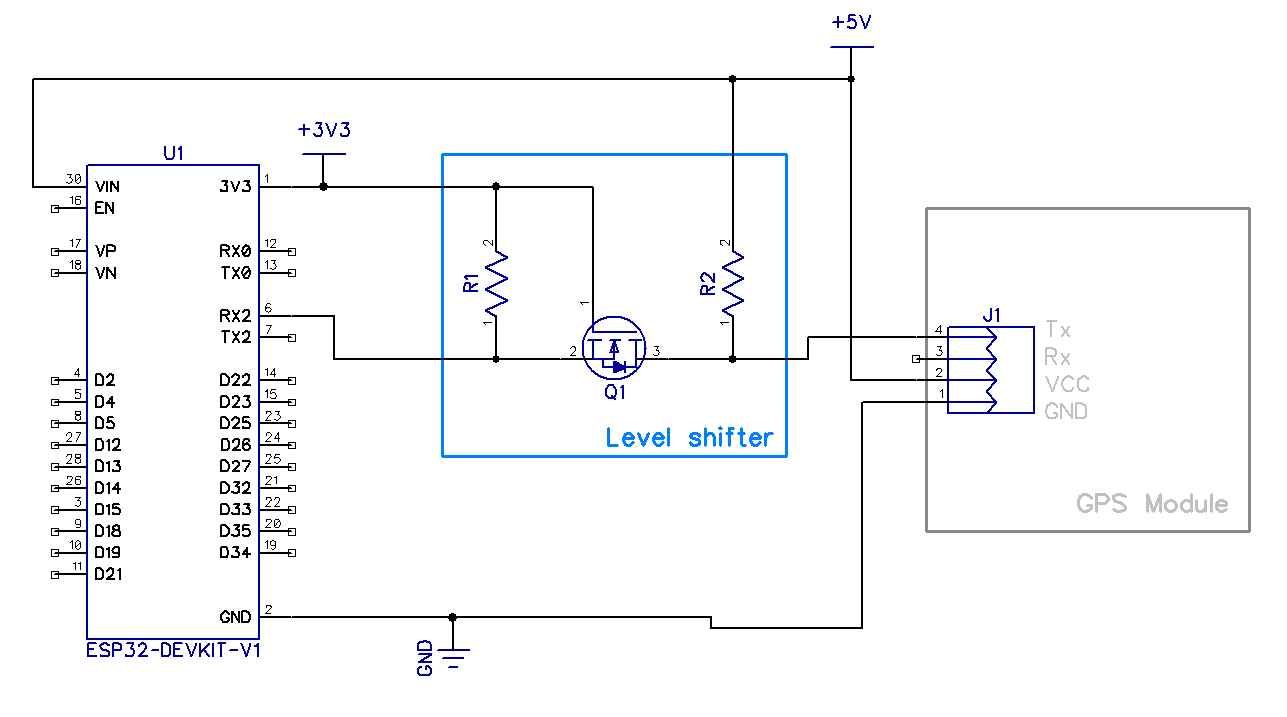 +5V
+3V3
U1
30 VIN 3V3 1
16 EN
17 VP RX0 12
18 VN TX0 13
RX2 6
TX2 7
4 D2 D22 14
5 D4 D23 15
8 D5 D25 23
27 D12 D26 24
28 D13 D27 25
26 D14 D32 21
3 D15 D33 22
9 D18 D35 20
10 D19 D34 19
11 D21
GND 2
ESP32-DEVKIT-V1
GND
2
R1
1
1
2
3
Q1
2
R2
1
Level shifter
J1
4 Tx
3 Rx
2 VCC
1 GND
GPS Module